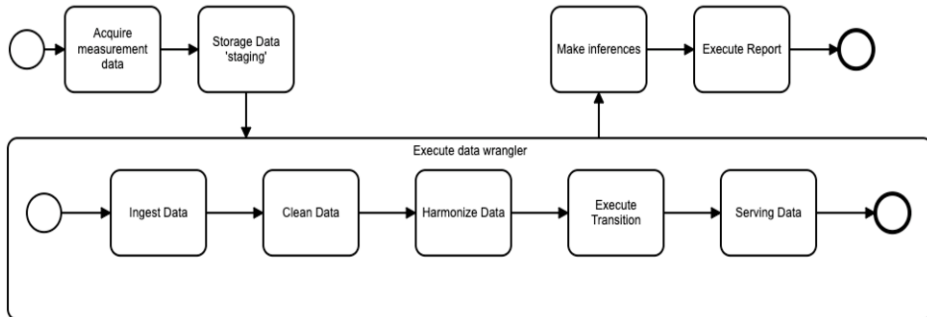 Acquire
measurement
data
Storage Data
'staging'
Make inferences
Execute Report
Execute data wrangler
Ingest Data
Clean Data
Harmonize Data
Execute
Transition
Serving Data